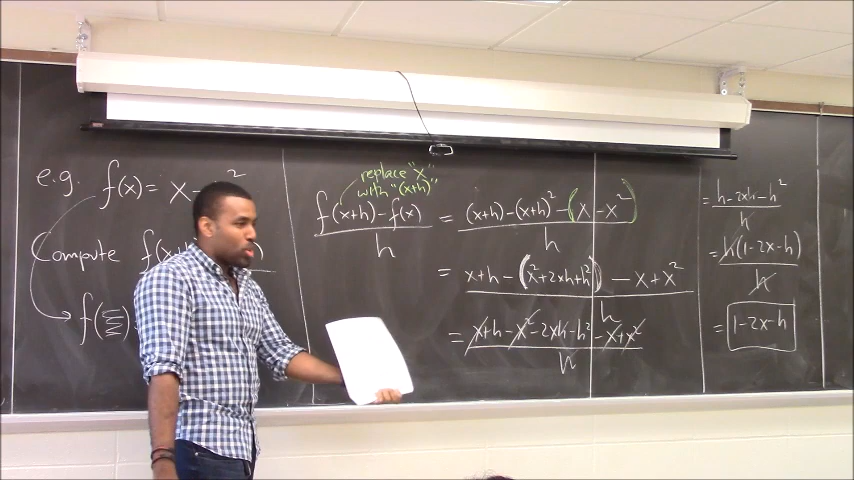 e.g. f(x) = x - 2
Compute f(x
f(
replace "x"
with "(x+h)"
f(x+h) - f(x)
h
= (x+h) - (x+h)² - (x - x²)
h
= x+h - (x² + 2xh + h²) - x + x²
h
= x+h - x² - 2xh - h² - x + x²
h
= h - 2xh - h²
h
= h(1 - 2x - h)
h
= 1 - 2x - h